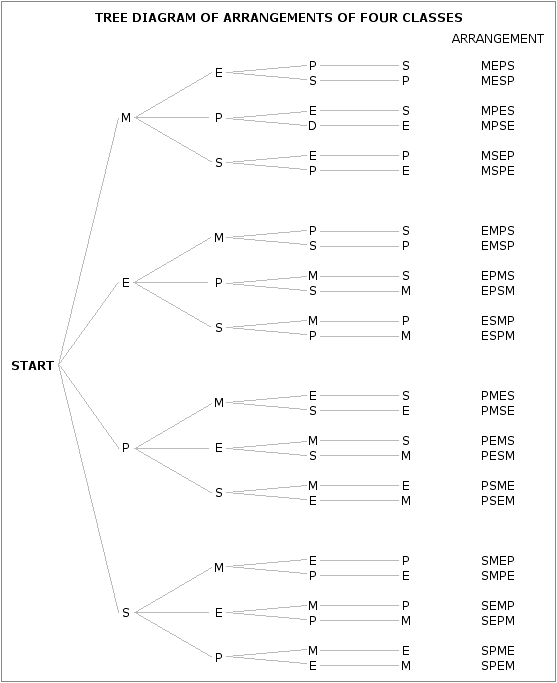 TREE DIAGRAM OF ARRANGEMENTS OF FOUR CLASSES
ARRANGEMENT
P S MEPS
E
S P MESP
E S MPES
M P
D E MPSE
E P MSEP
S
P E MSPE
P S EMPS
M
S P EMSP
M S EPMS
E P
S M EPSM
M P ESMP
S
P M ESPM
START
E S PMES
M
S E PMSE
M S PEMS
P E
S M PESM
M E PSME
S
E M PSEM
E P SMEP
M
P E SMPE
M P SEMP
S E
P M SEPM
M E SPME
P
E M SPEM